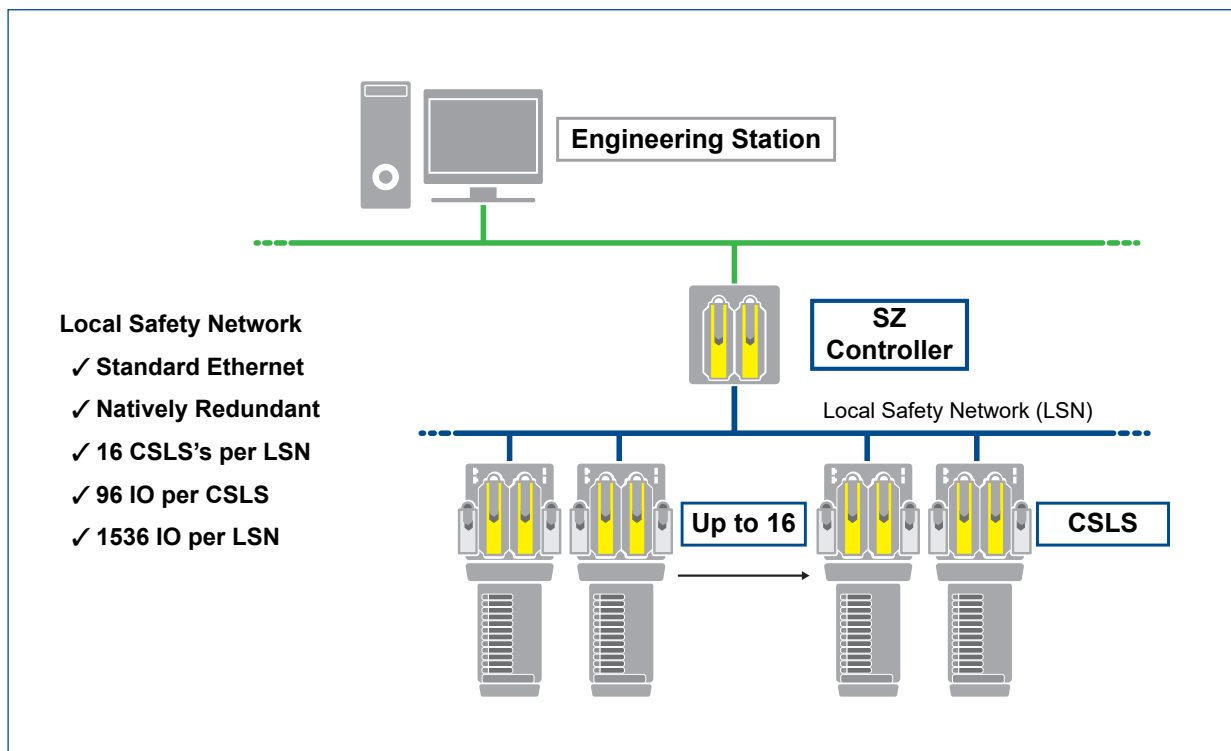 Engineering Station
SZ
Controller
Local Safety Network
✓ Standard Ethernet
✓ Natively Redundant
✓ 16 CSLS’s per LSN
✓ 96 IO per CSLS
✓ 1536 IO per LSN
Local Safety Network (LSN)
Up to 16
CSLS